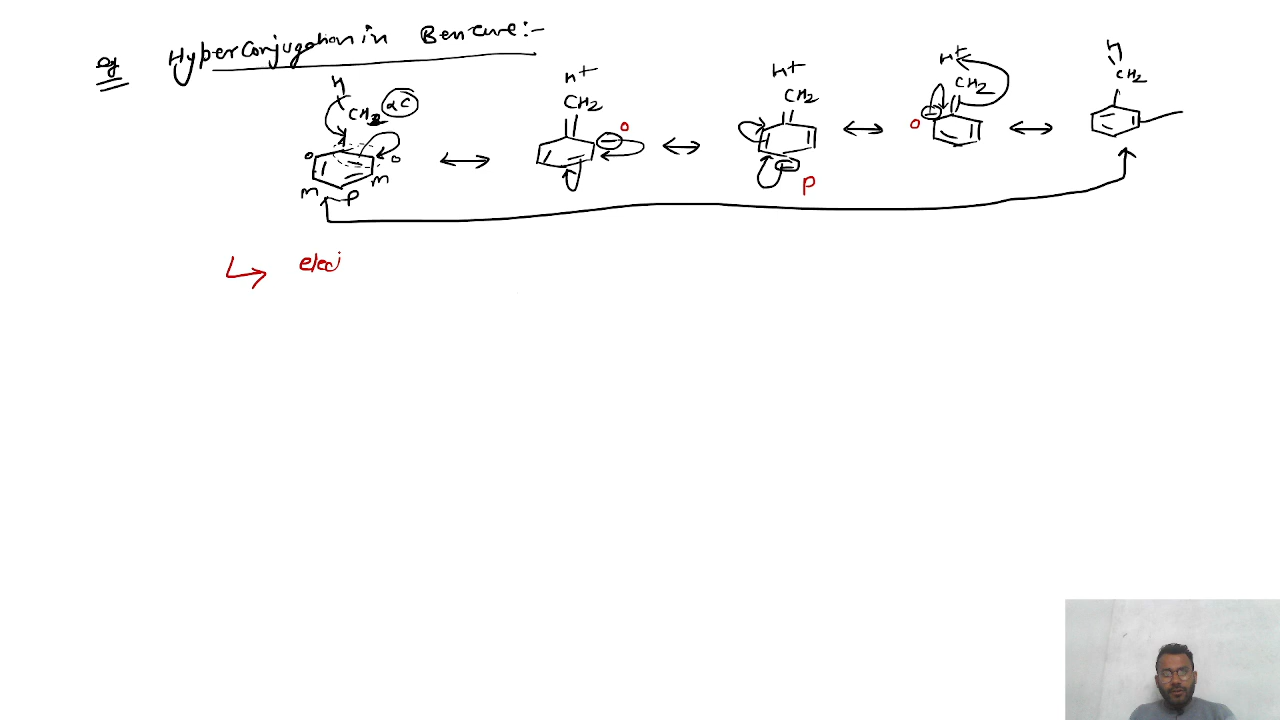 eg Hyperconjugation in Benzene:-
H H+ H+ H+ H
CH2 αC CH2 CH2 CH2 CH2
o o o o
m m p p
elec